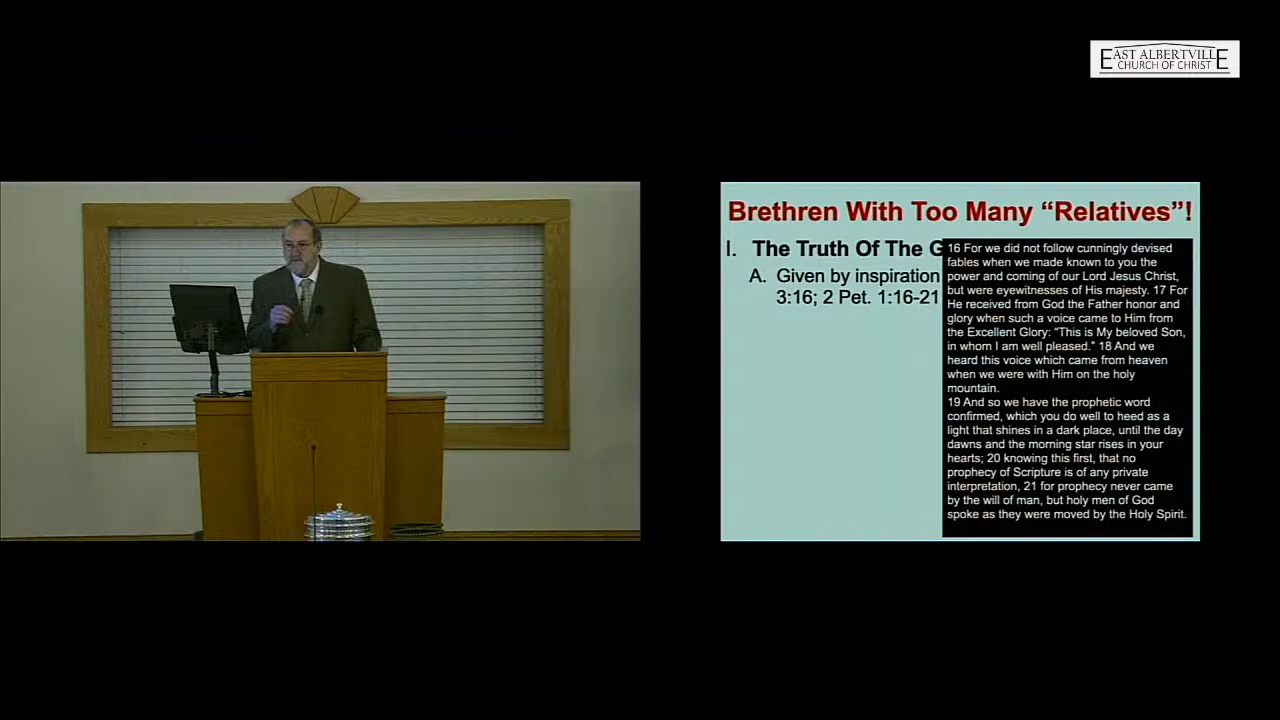 EAST ALBERTVILLE
CHURCH OF CHRIST
Brethren With Too Many “Relatives”!
I. The Truth Of The G
A. Given by inspiration
3:16; 2 Pet. 1:16-21
16 For we did not follow cunningly devised
fables when we made known to you the
power and coming of our Lord Jesus Christ,
but were eyewitnesses of His majesty. 17 For
He received from God the Father honor and
glory when such a voice came to Him from
the Excellent Glory: “This is My beloved Son,
in whom I am well pleased.” 18 And we
heard this voice which came from heaven
when we were with Him on the holy
mountain.
19 And so we have the prophetic word
confirmed, which you do well to heed as a
light that shines in a dark place, until the day
dawns and the morning star rises in your
hearts; 20 knowing this first, that no
prophecy of Scripture is of any private
interpretation, 21 for prophecy never came
by the will of man, but holy men of God
spoke as they were moved by the Holy Spirit.